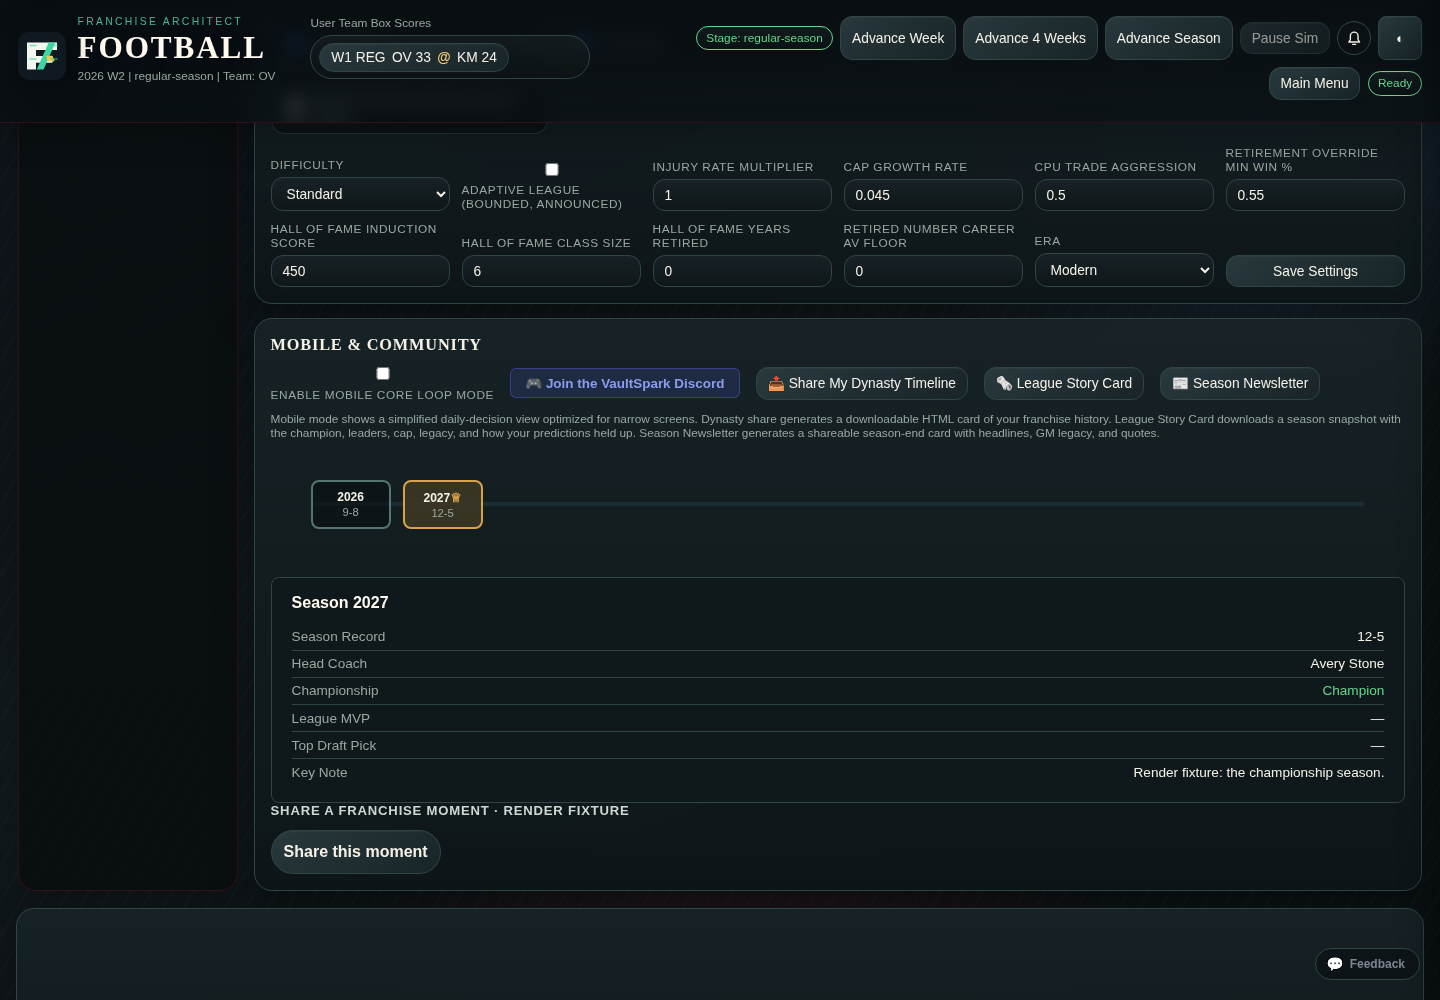 FRANCHISE ARCHITECT
FOOTBALL
2026 W2 | regular-season | Team: OV
User Team Box Scores
W1 REG OV 33 @ KM 24
Stage: regular-season
Advance Week
Advance 4 Weeks
Advance Season
Pause Sim
Main Menu
Ready
DIFFICULTY
Standard
ADAPTIVE LEAGUE
(BOUNDED, ANNOUNCED)
INJURY RATE MULTIPLIER
1
CAP GROWTH RATE
0.045
CPU TRADE AGGRESSION
0.5
RETIREMENT OVERRIDE
MIN WIN %
0.55
HALL OF FAME INDUCTION
SCORE
450
HALL OF FAME CLASS SIZE
6
HALL OF FAME YEARS
RETIRED
0
RETIRED NUMBER CAREER
AV FLOOR
0
ERA
Modern
Save Settings
MOBILE & COMMUNITY
ENABLE MOBILE CORE LOOP MODE
🎮 Join the VaultSpark Discord
📤 Share My Dynasty Timeline
🗞️ League Story Card
📰 Season Newsletter
Mobile mode shows a simplified daily-decision view optimized for narrow screens. Dynasty share generates a downloadable HTML card of your franchise history. League Story Card downloads a season snapshot with
the champion, leaders, cap, legacy, and how your predictions held up. Season Newsletter generates a shareable season-end card with headlines, GM legacy, and quotes.
2026
9-8
2027♛
12-5
Season 2027
Season Record 12-5
Head Coach Avery Stone
Championship Champion
League MVP —
Top Draft Pick —
Key Note Render fixture: the championship season.
SHARE A FRANCHISE MOMENT · RENDER FIXTURE
Share this moment
💬 Feedback